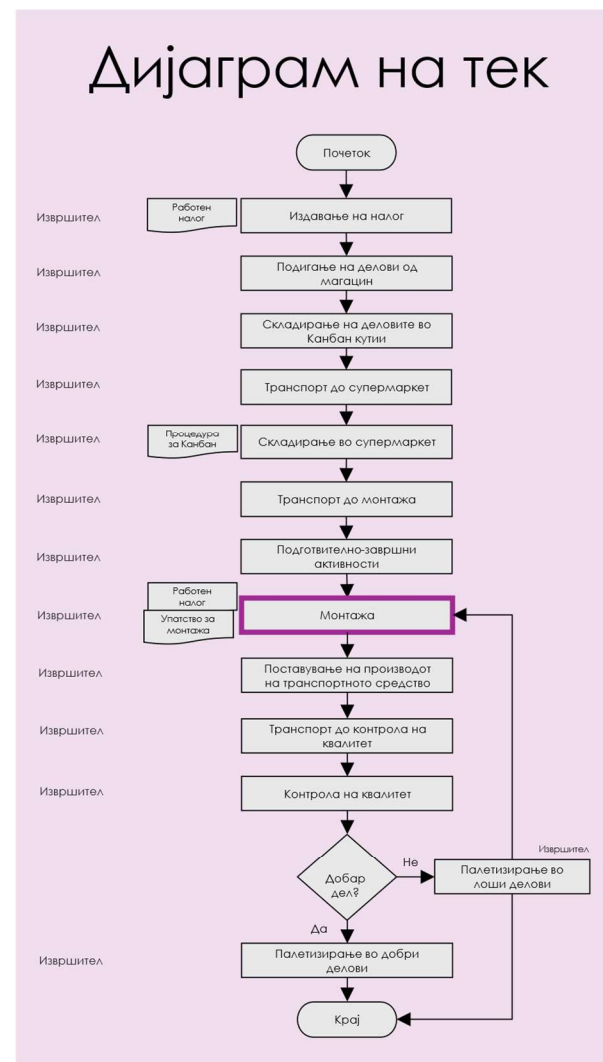 Дијаграм на тек
Почеток
Извршител
Работен
налог
Издавање на налог
Извршител
Подигање на делови од
магацин
Извршител
Складирање на деловите во
Канбан кутии
Извршител
Транспорт до супермаркет
Извршител
Процедура
за Канбан
Складирање во супермаркет
Извршител
Транспорт до монтажа
Извршител
Подготвително-завршни
активности
Извршител
Работен
налог
Упатство за
монтажа
Монтажа
Извршител
Поставување на производот
на транспортното средство
Извршител
Транспорт до контрола на
квалитет
Извршител
Контрола на квалитет
Добар
дел?
Не
Извршител
Палетизирање во
лоши делови
Да
Извршител
Палетизирање во добри
делови
Крај